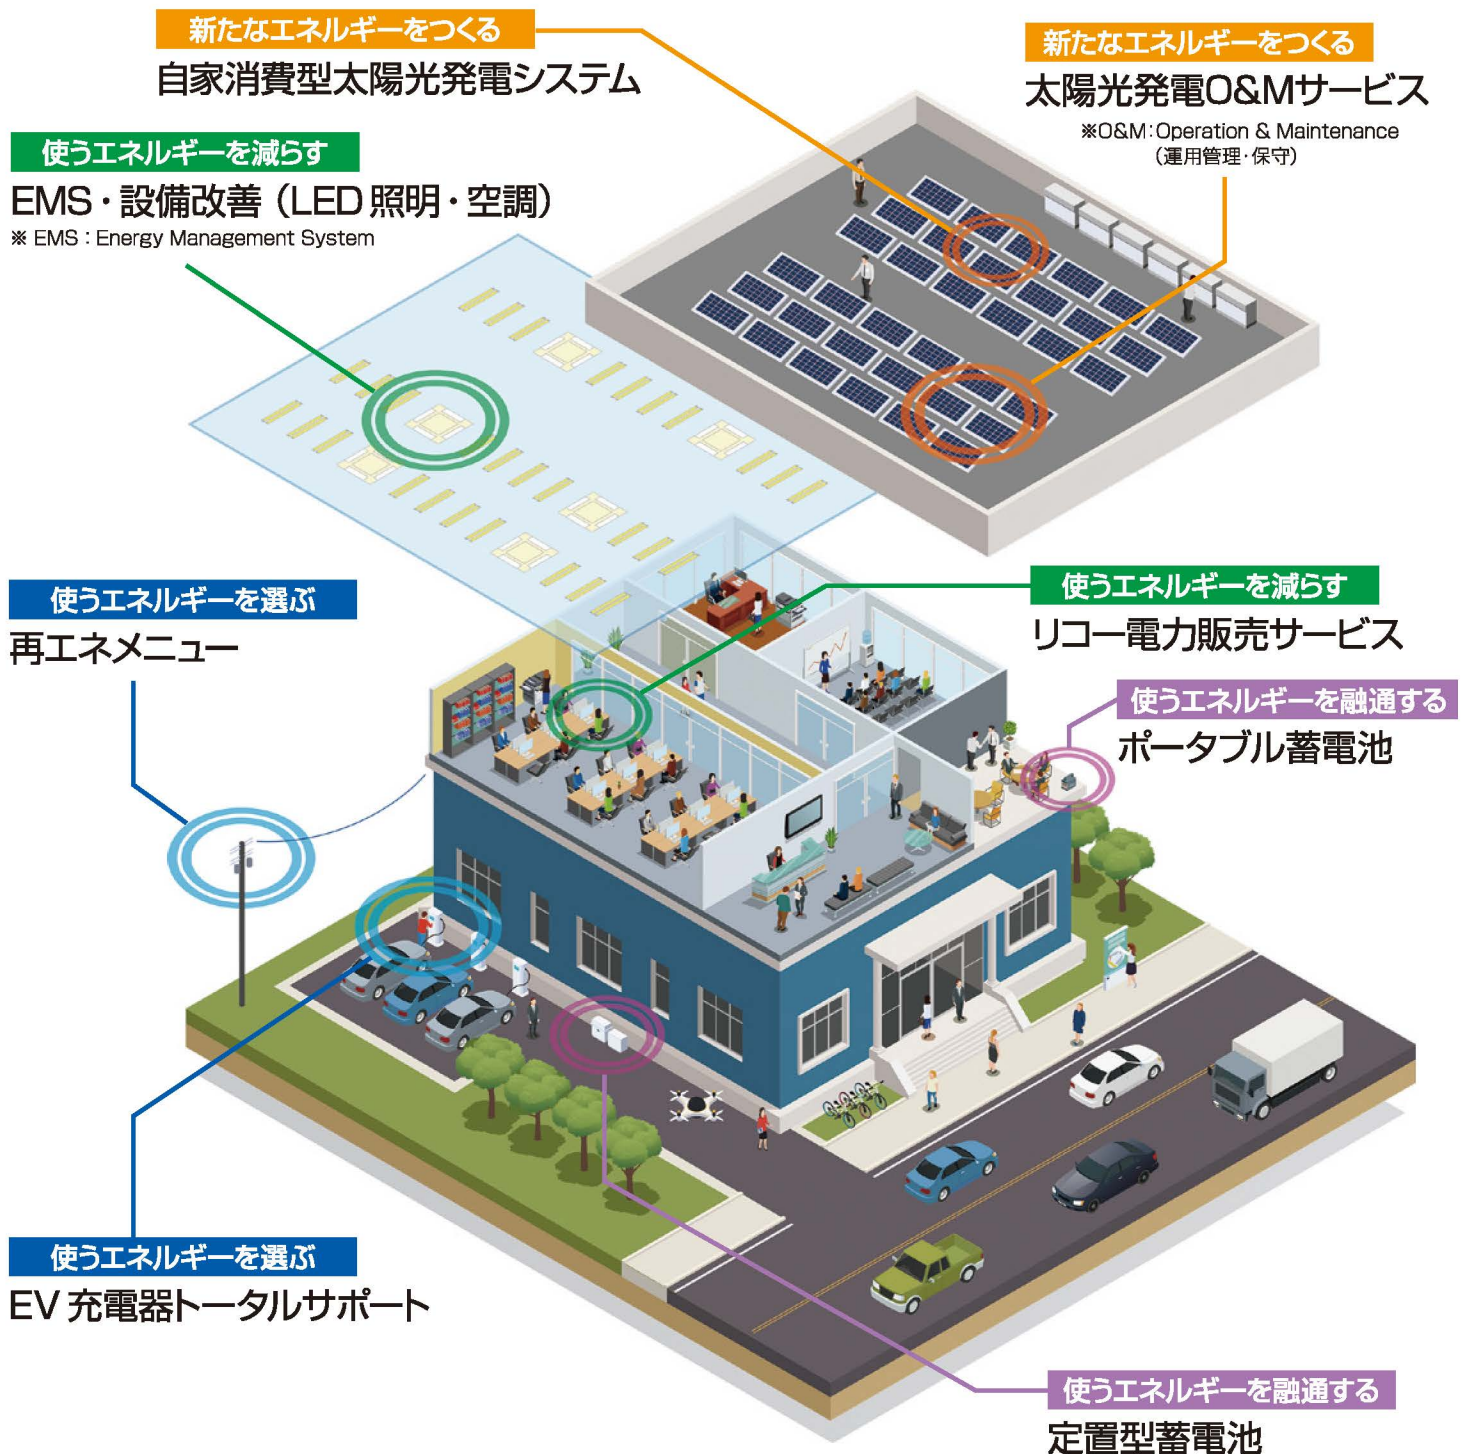 新たなエネルギーをつくる
自家消費型太陽光発電システム
新たなエネルギーをつくる
太陽光発電O&Mサービス
※O&M:Operation & Maintenance
（運用管理・保守）
使うエネルギーを減らす
EMS・設備改善（LED照明・空調）
※ EMS：Energy Management System
使うエネルギーを選ぶ
再エネメニュー
使うエネルギーを減らす
リコー電力販売サービス
使うエネルギーを融通する
ポータブル蓄電池
使うエネルギーを選ぶ
EV充電器トータルサポート
使うエネルギーを融通する
定置型蓄電池